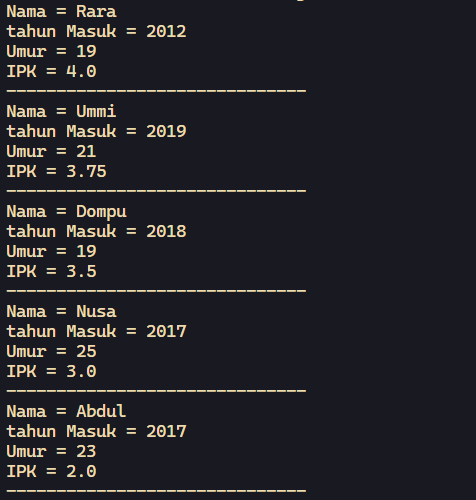 Nama = Rara
tahun Masuk = 2012
Umur = 19
IPK = 4.0
------------------------------
Nama = Ummi
tahun Masuk = 2019
Umur = 21
IPK = 3.75
------------------------------
Nama = Dompu
tahun Masuk = 2018
Umur = 19
IPK = 3.5
------------------------------
Nama = Nusa
tahun Masuk = 2017
Umur = 25
IPK = 3.0
------------------------------
Nama = Abdul
tahun Masuk = 2017
Umur = 23
IPK = 2.0
------------------------------